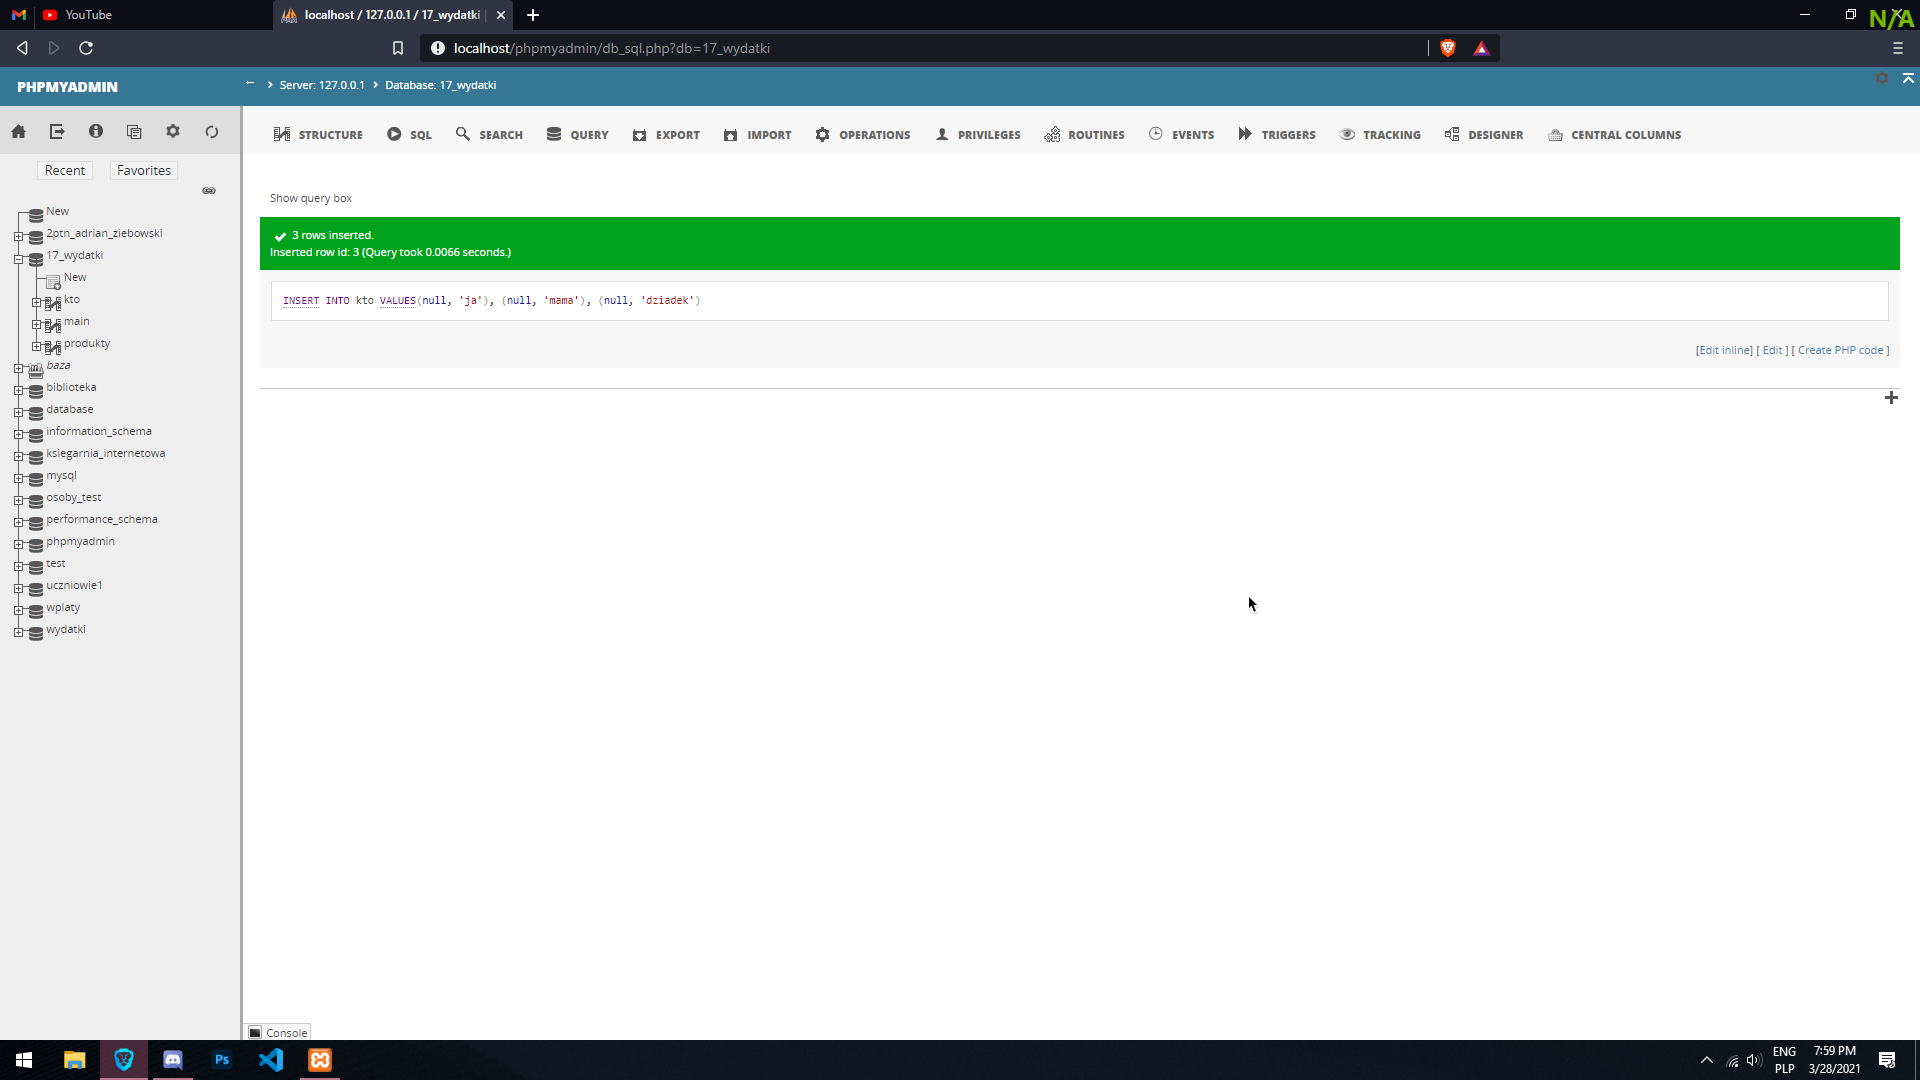 YouTube
localhost / 127.0.0.1 / 17_wydatki
N/A
localhost/phpmyadmin/db_sql.php?db=17_wydatki
PHPMYADMIN
Server: 127.0.0.1
Database: 17_wydatki
STRUCTURE
SQL
SEARCH
QUERY
EXPORT
IMPORT
OPERATIONS
PRIVILEGES
ROUTINES
EVENTS
TRIGGERS
TRACKING
DESIGNER
CENTRAL COLUMNS
Recent
Favorites
New
2ptn_adrian_ziebowski
17_wydatki
New
kto
main
produkty
baza
biblioteka
database
information_schema
ksiegarnia_internetowa
mysql
osoby_test
performance_schema
phpmyadmin
test
uczniowie1
wplaty
wydatki
Show query box
3 rows inserted.
Inserted row id: 3 (Query took 0.0066 seconds.)
INSERT INTO kto VALUES(null, 'ja'), (null, 'mama'), (null, 'dziadek')
[Edit inline] [ Edit ] [ Create PHP code ]
Console
Ps
ENG
PLP
7:59 PM
3/28/2021